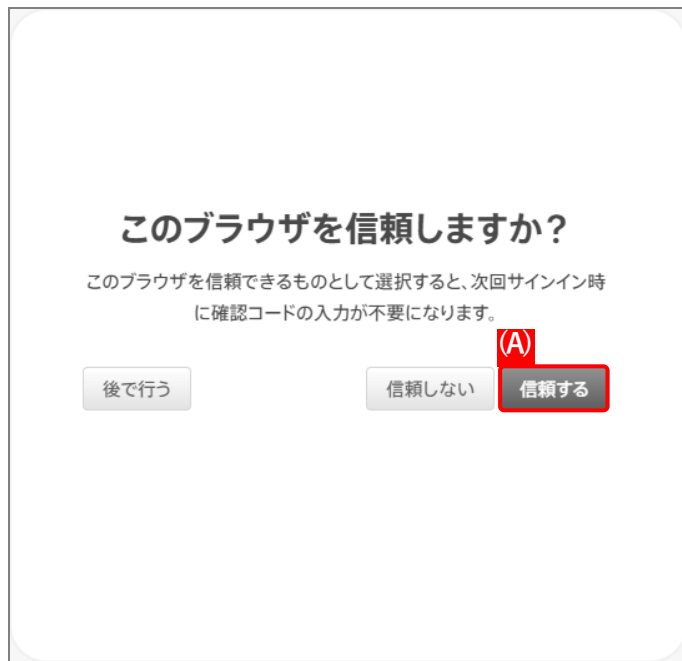 このブラウザを信頼しますか？
このブラウザを信頼できるものとして選択すると、次回サインイン時
に確認コードの入力が不要になります。
(A)
後で行う 信頼しない 信頼する